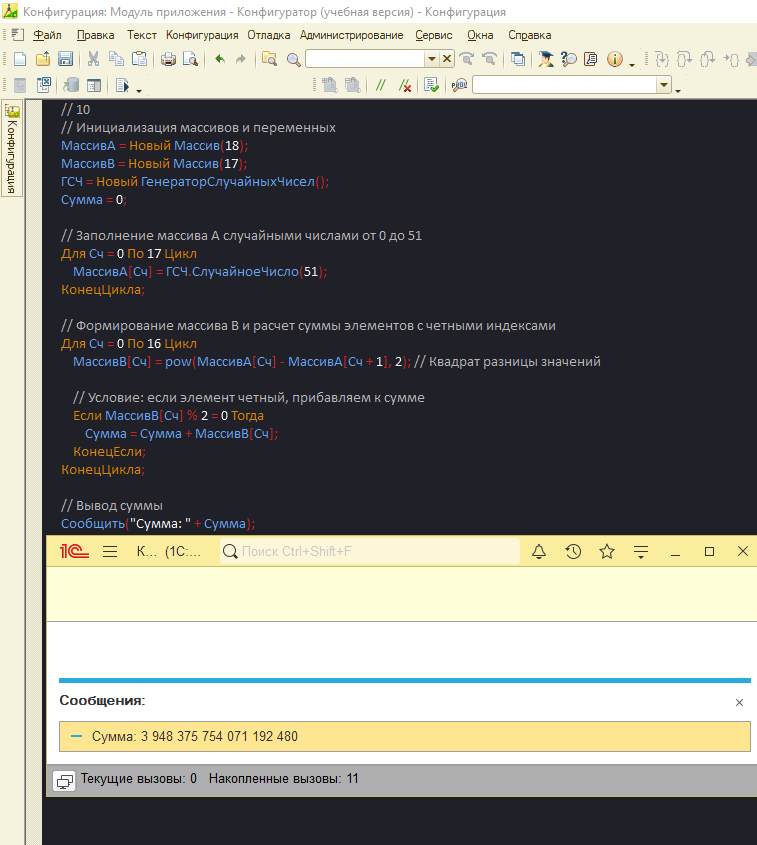 Конфигурация: Модуль приложения - Конфигуратор (учебная версия) - Конфигурация
Файл Правка Текст Конфигурация Отладка Администрирование Сервис Окна Справка
Конфигурация
// 10
// Инициализация массивов и переменных
МассивА = Новый Массив(18);
МассивВ = Новый Массив(17);
ГСЧ = Новый ГенераторСлучайныхЧисел();
Сумма = 0;
// Заполнение массива А случайными числами от 0 до 51
Для Сч = 0 По 17 Цикл
МассивА[Сч] = ГСЧ.СлучайноеЧисло(51);
КонецЦикла;
// Формирование массива В и расчет суммы элементов с четными индексами
Для Сч = 0 По 16 Цикл
МассивВ[Сч] = pow(МассивА[Сч] - МассивА[Сч + 1], 2); // Квадрат разницы значений
// Условие: если элемент четный, прибавляем к сумме
Если МассивВ[Сч] % 2 = 0 Тогда
Сумма = Сумма + МассивВ[Сч];
КонецЕсли;
КонецЦикла;
// Вывод суммы
Сообщить("Сумма: " + Сумма);
1С К... (1С:... Поиск Ctrl+Shift+F
Сообщения:
Сумма: 3 948 375 754 071 192 480
Текущие вызовы: 0 Накопленные вызовы: 11